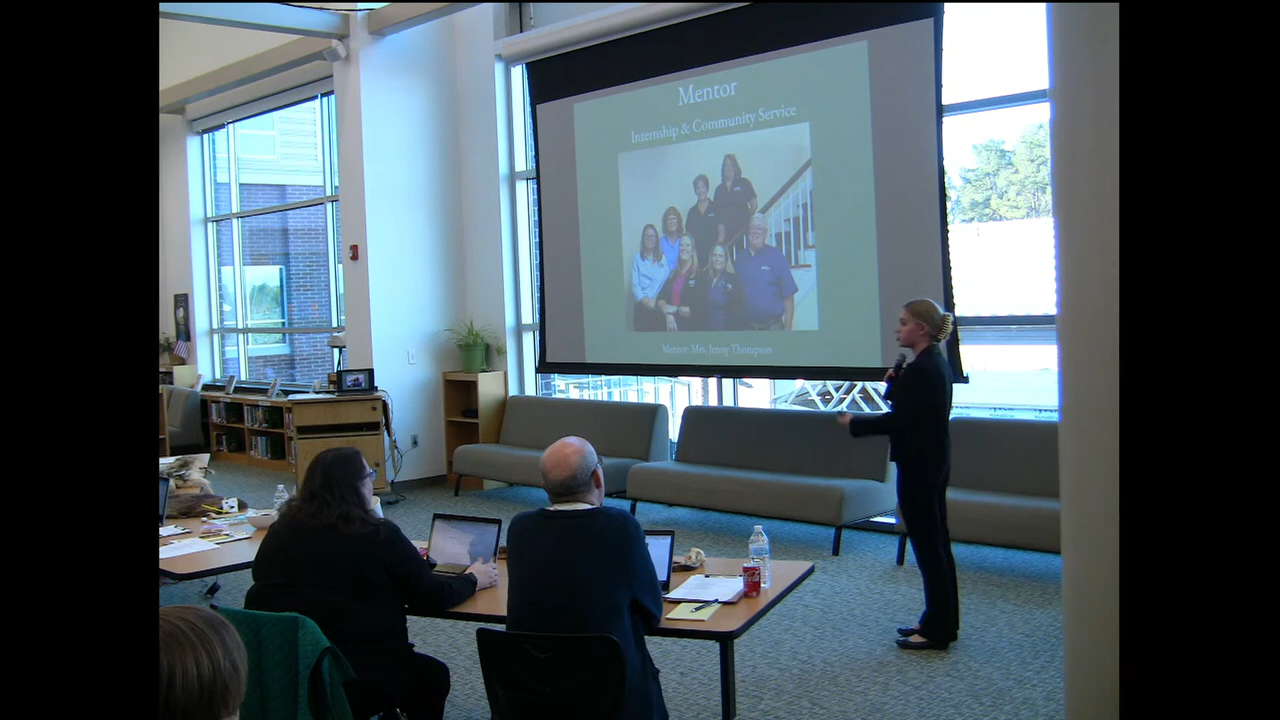 Mentor
Internship & Community Service
Mentor: Mrs. Jenny Thompson